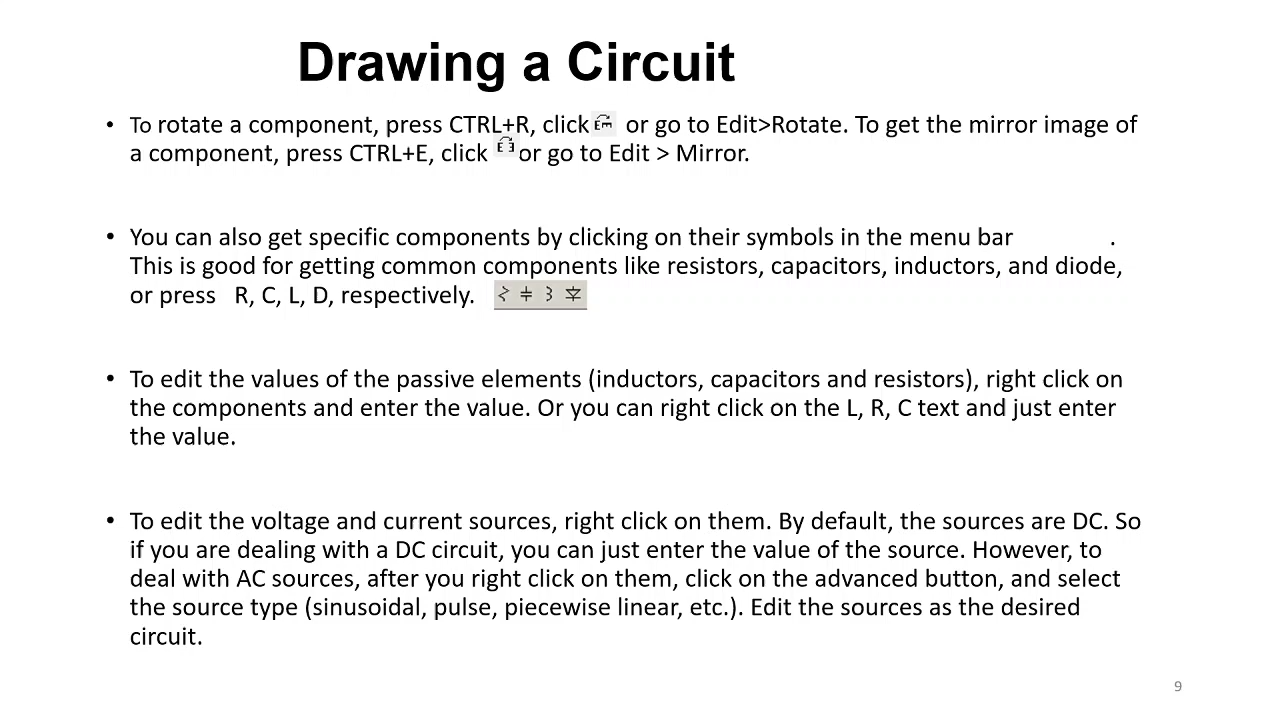 Drawing a Circuit
• To rotate a component, press CTRL+R, click or go to Edit>Rotate. To get the mirror image of
a component, press CTRL+E, click or go to Edit > Mirror.
• You can also get specific components by clicking on their symbols in the menu bar .
This is good for getting common components like resistors, capacitors, inductors, and diode,
or press R, C, L, D, respectively.
• To edit the values of the passive elements (inductors, capacitors and resistors), right click on
the components and enter the value. Or you can right click on the L, R, C text and just enter
the value.
• To edit the voltage and current sources, right click on them. By default, the sources are DC. So
if you are dealing with a DC circuit, you can just enter the value of the source. However, to
deal with AC sources, after you right click on them, click on the advanced button, and select
the source type (sinusoidal, pulse, piecewise linear, etc.). Edit the sources as the desired
circuit.
9